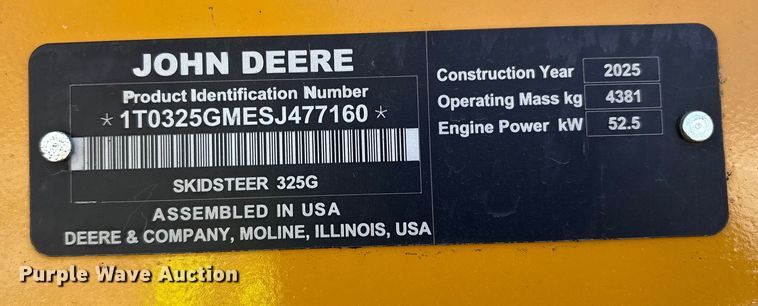 JOHN DEERE
Product Identification Number
*1T0325GMESJ477160*
SKIDSTEER 325G
ASSEMBLED IN USA
DEERE & COMPANY, MOLINE, ILLINOIS, USA
Construction Year 2025
Operating Mass kg 4381
Engine Power kW 52.5
Purple Wave Auction